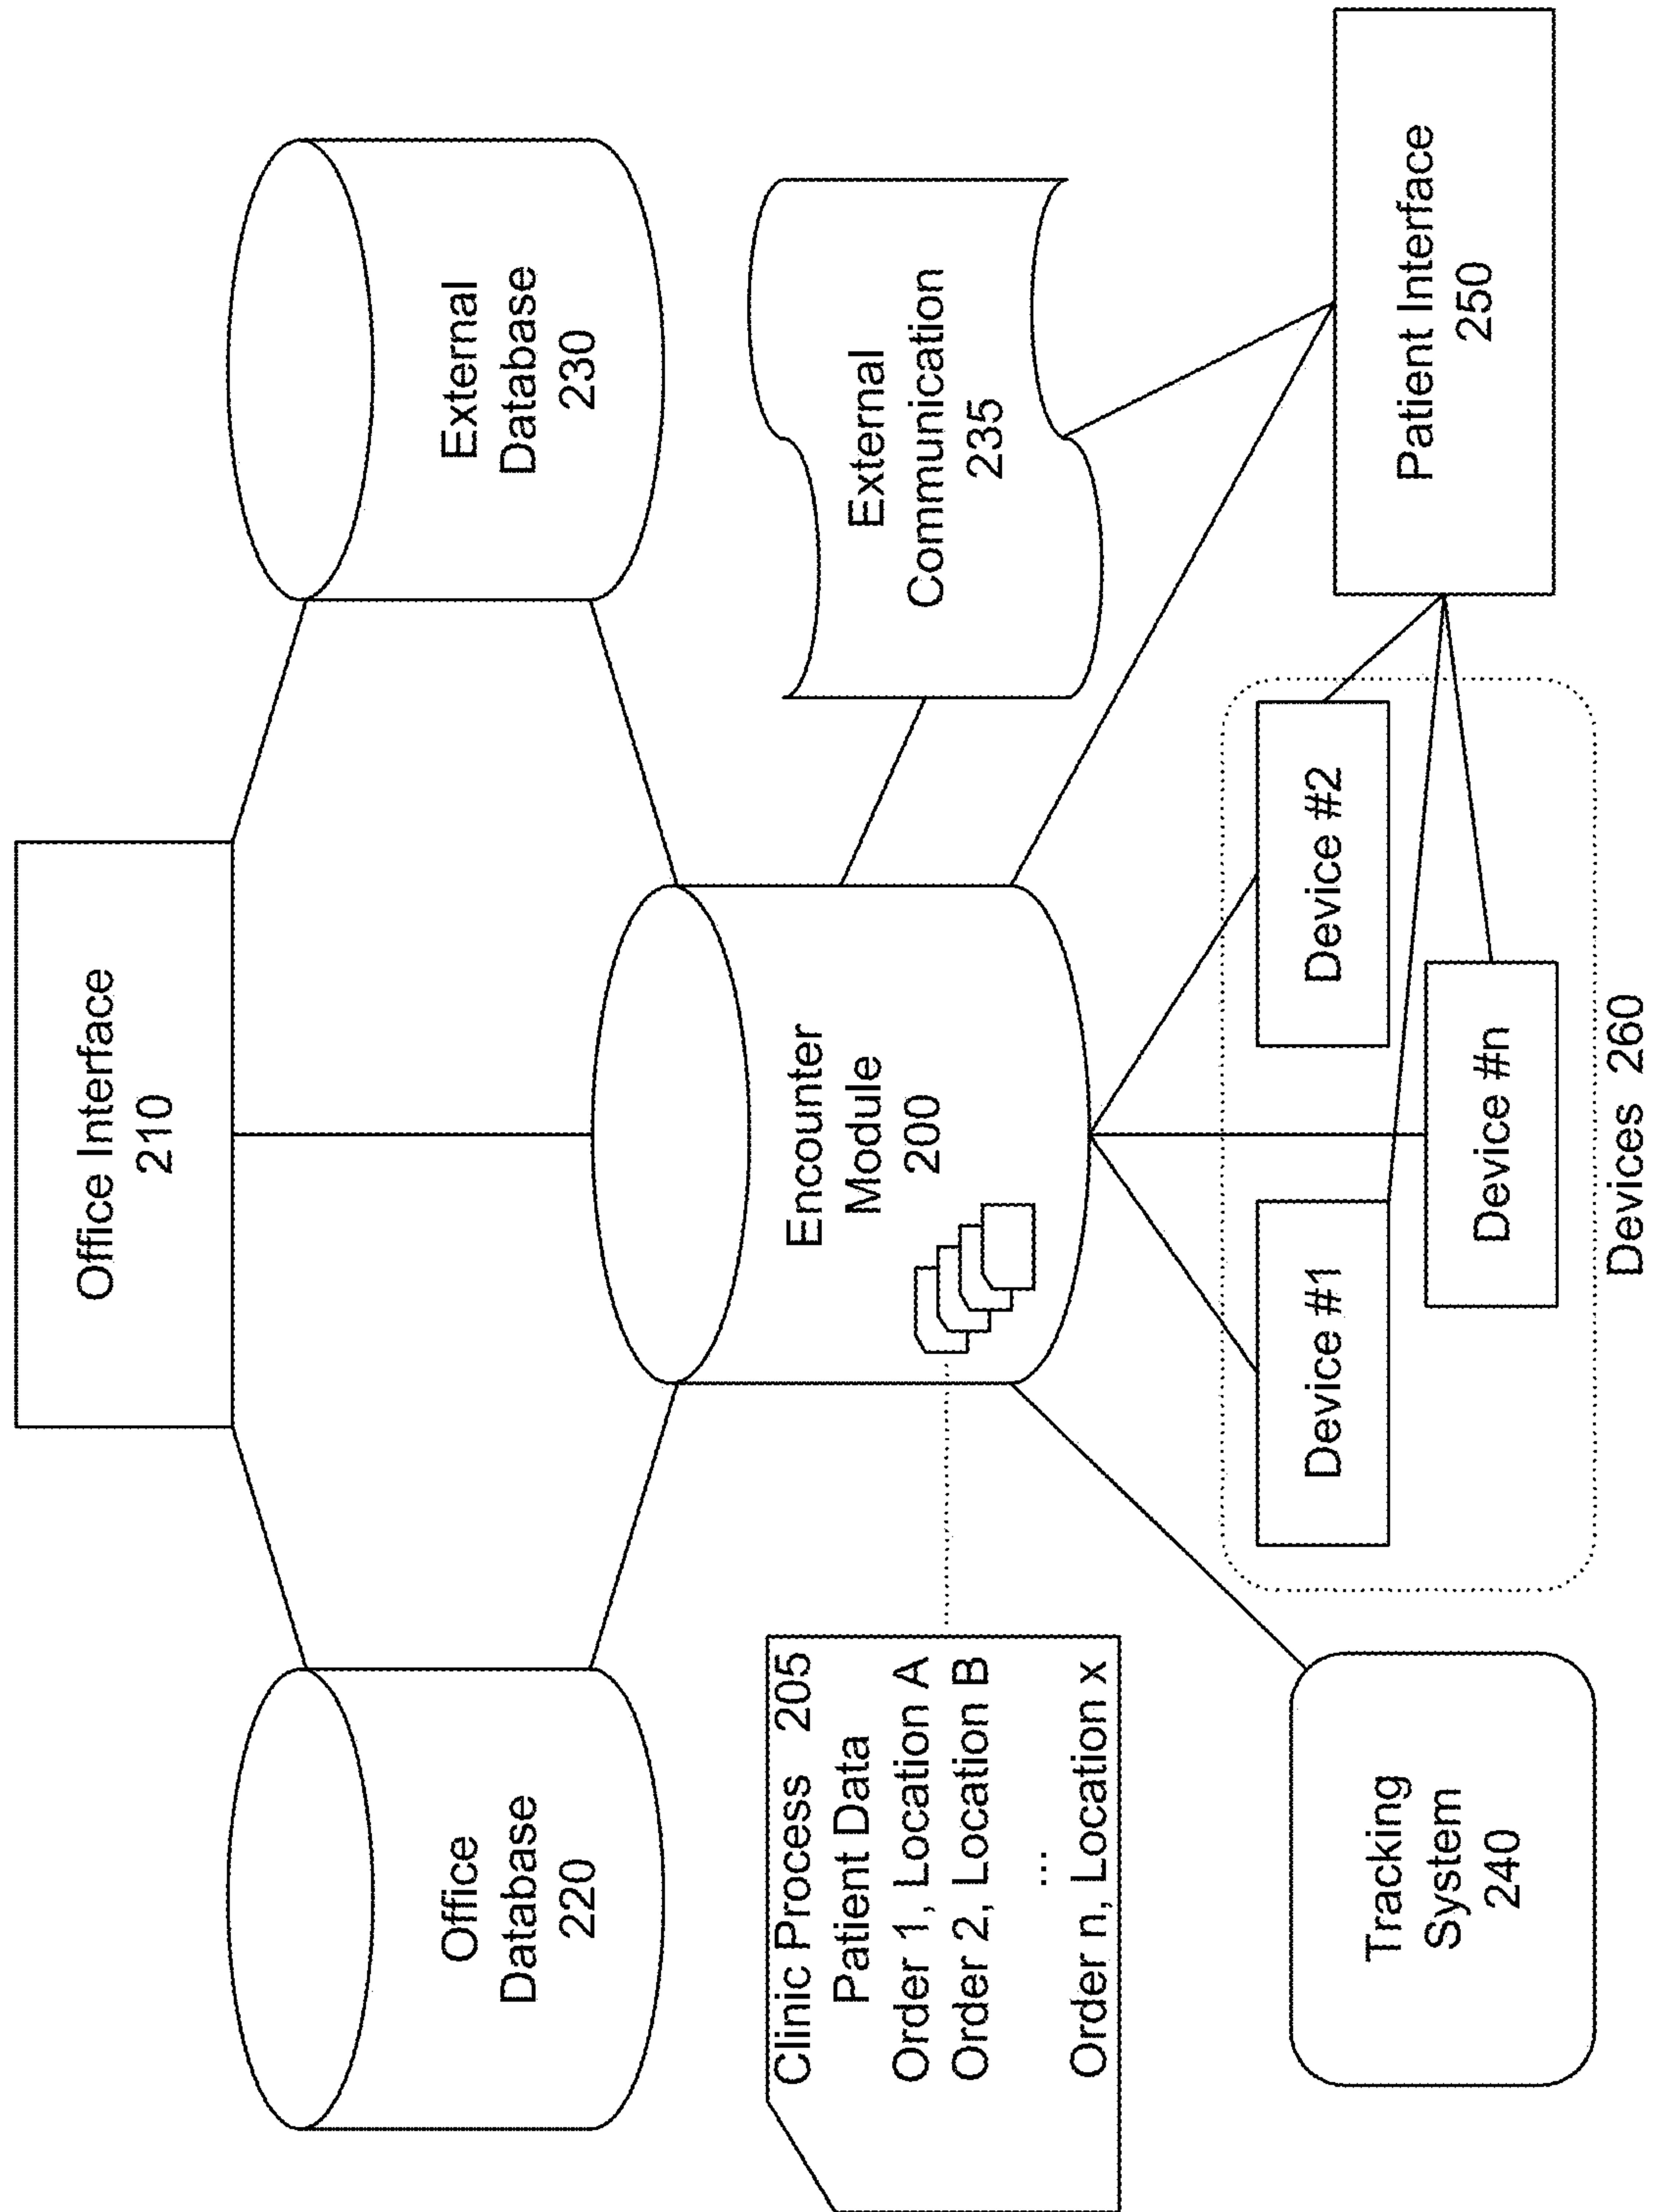 Office Interface
210
Office
Database
220
External
Database
230
Encounter
Module
200
Clinic Process 205
Patient Data
Order 1, Location A
Order 2, Location B
...
Order n, Location x
External
Communication
235
Tracking
System
240
Device #1
Device #2
Device #n
Devices 260
Patient Interface
250